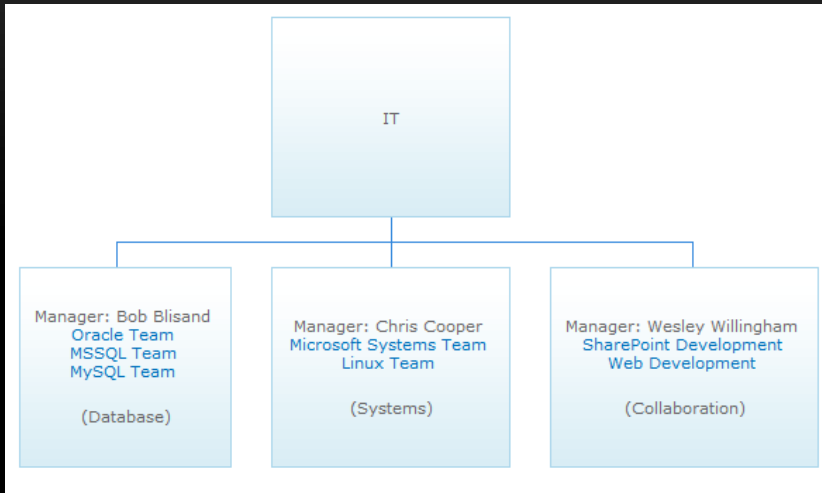 IT
Manager: Bob Blisand
Oracle Team
MSSQL Team
MySQL Team
(Database)
Manager: Chris Cooper
Microsoft Systems Team
Linux Team
(Systems)
Manager: Wesley Willingham
SharePoint Development
Web Development
(Collaboration)